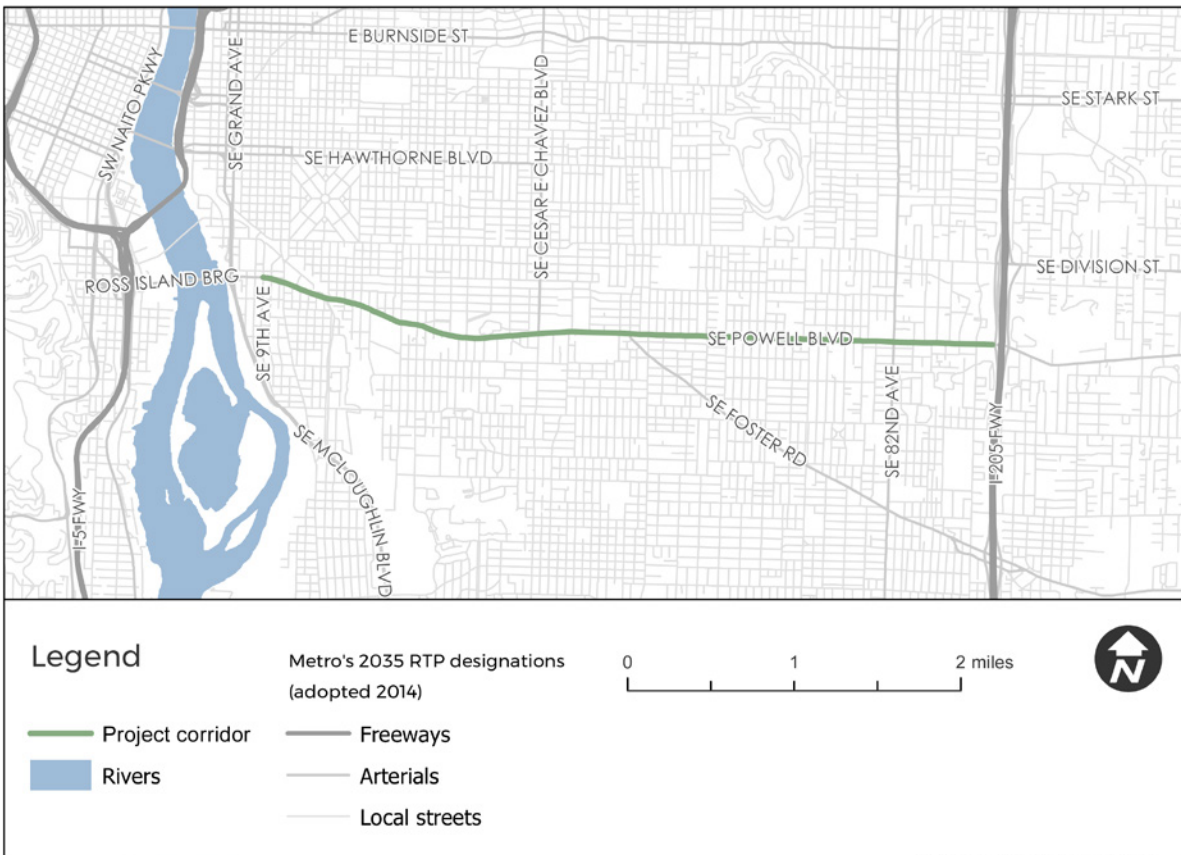 E BURNSIDE ST
SW NAITO PKWY
SE GRAND AVE
SE CESAR E CHAVEZ BLVD
SE STARK ST
SE HAWTHORNE BLVD
ROSS ISLAND BRG
SE DIVISION ST
SE 9TH AVE
SE POWELL BLVD
SE FOSTER RD
SE 82ND AVE
I-205 FWY
SE MCLOUGHLIN BLVD
I-5 FWY
Legend
Project corridor
Rivers
Metro's 2035 RTP designations
(adopted 2014)
Freeways
Arterials
Local streets
0 1 2 miles
N